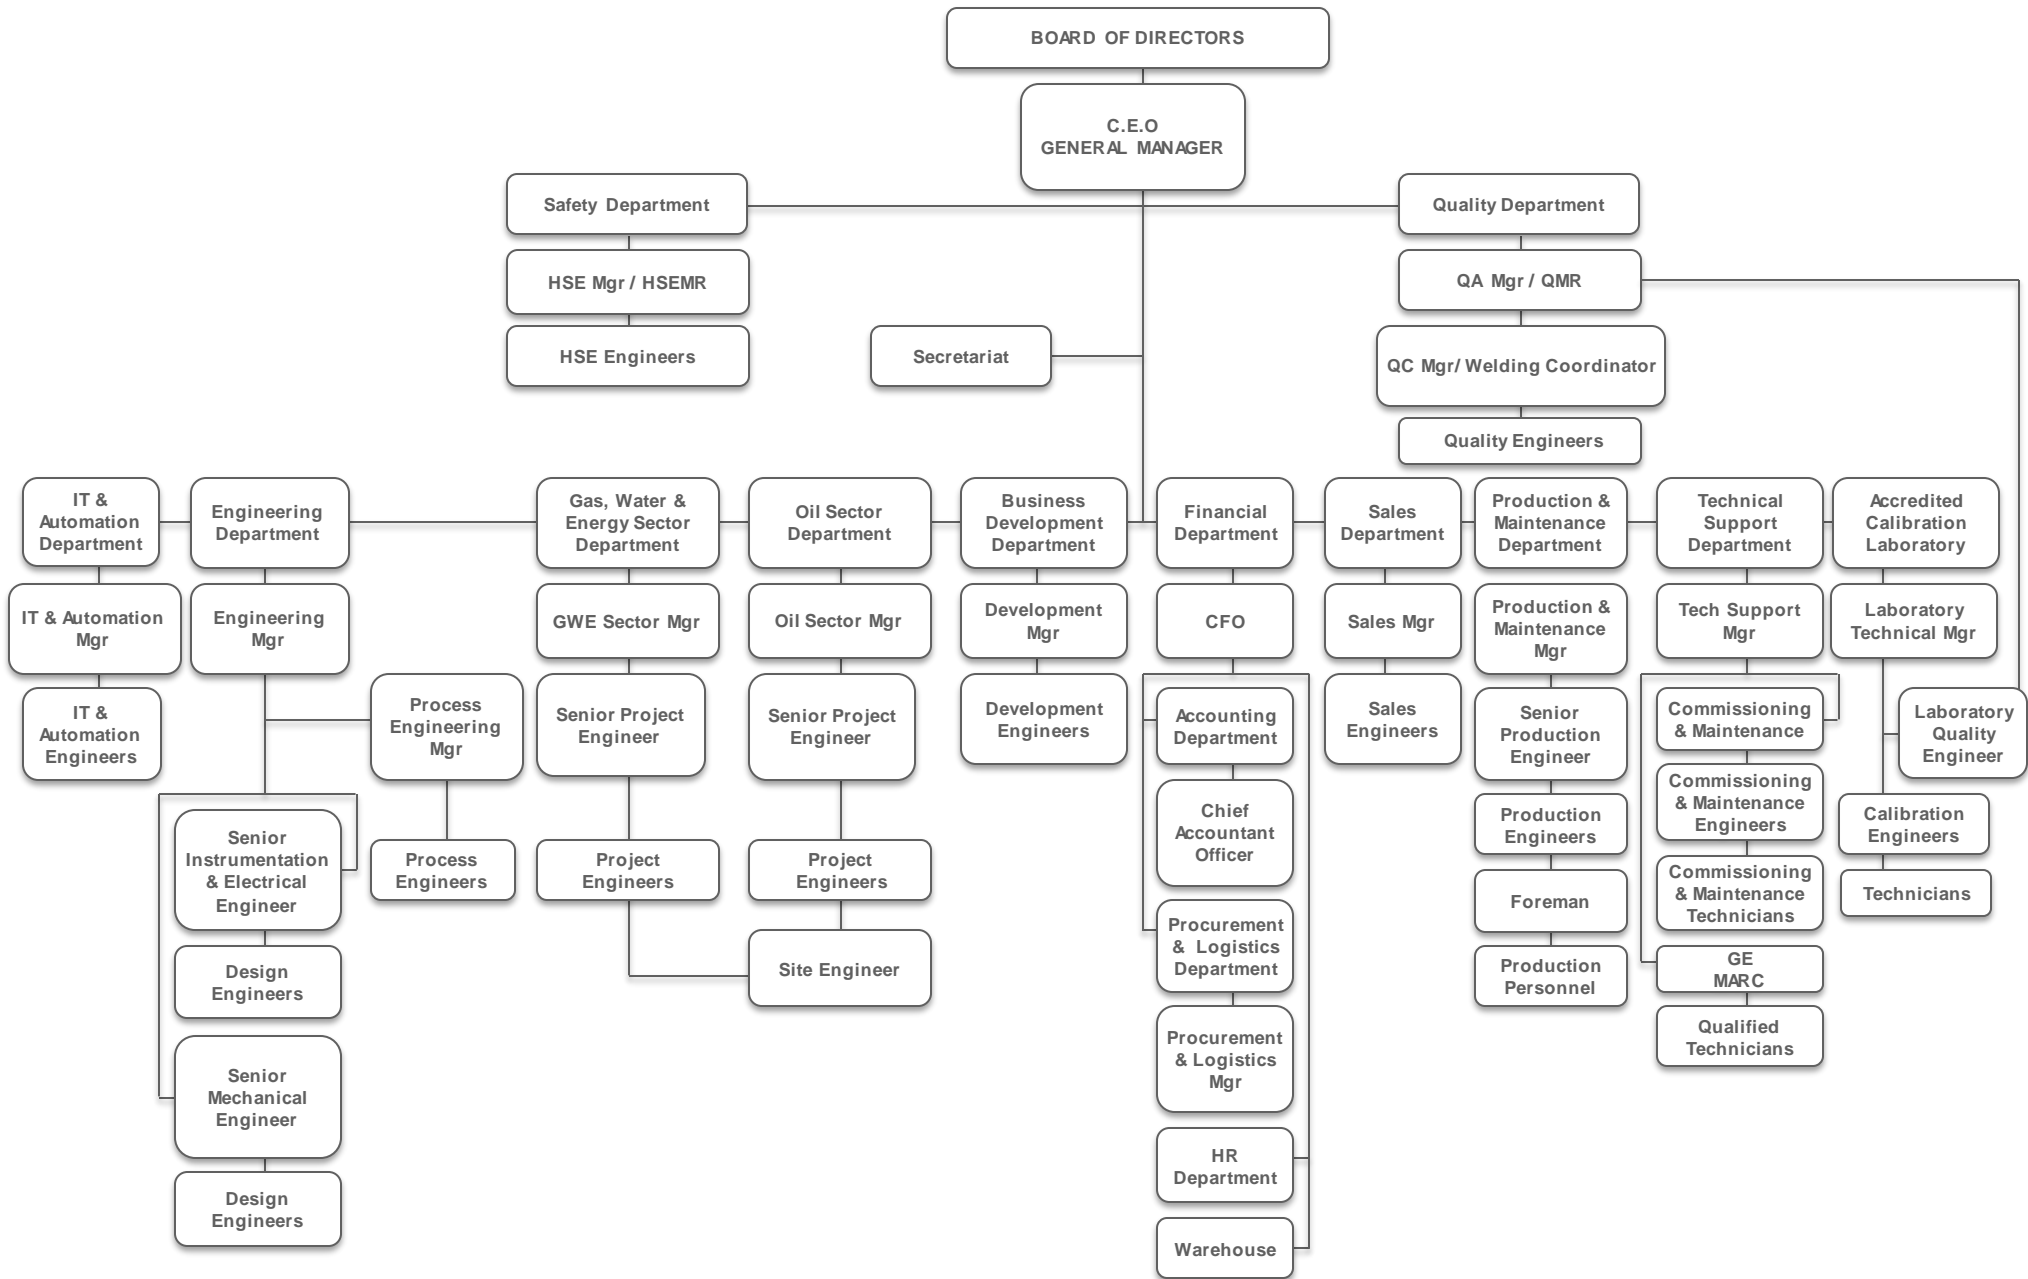 BOARD OF DIRECTORS
C.E.O
GENERAL MANAGER
Safety Department
Quality Department
HSE Mgr / HSEMR
QA Mgr / QMR
HSE Engineers
Secretariat
QC Mgr/ Welding Coordinator
Quality Engineers
IT &
Automation
Department
Engineering
Department
Gas, Water &
Energy Sector
Department
Oil Sector
Department
Business
Development
Department
Financial
Department
Sales
Department
Production &
Maintenance
Department
Technical
Support
Department
Accredited
Calibration
Laboratory
IT & Automation
Mgr
Engineering
Mgr
GWE Sector Mgr
Oil Sector Mgr
Development
Mgr
CFO
Sales Mgr
Production &
Maintenance
Mgr
Tech Support
Mgr
Laboratory
Technical Mgr
IT &
Automation
Engineers
Process
Engineering
Mgr
Senior Project
Engineer
Senior Project
Engineer
Development
Engineers
Accounting
Department
Sales
Engineers
Senior
Production
Engineer
Commissioning
& Maintenance
Laboratory
Quality
Engineer
Senior
Instrumentation
& Electrical
Engineer
Process
Engineers
Project
Engineers
Project
Engineers
Chief
Accountant
Officer
Production
Engineers
Commissioning
& Maintenance
Engineers
Calibration
Engineers
Foreman
Commissioning
& Maintenance
Technicians
Technicians
Design
Engineers
Site Engineer
Procurement
& Logistics
Department
Production
Personnel
GE
MARC
Senior
Mechanical
Engineer
Procurement
& Logistics
Mgr
Qualified
Technicians
Design
Engineers
HR
Department
Warehouse